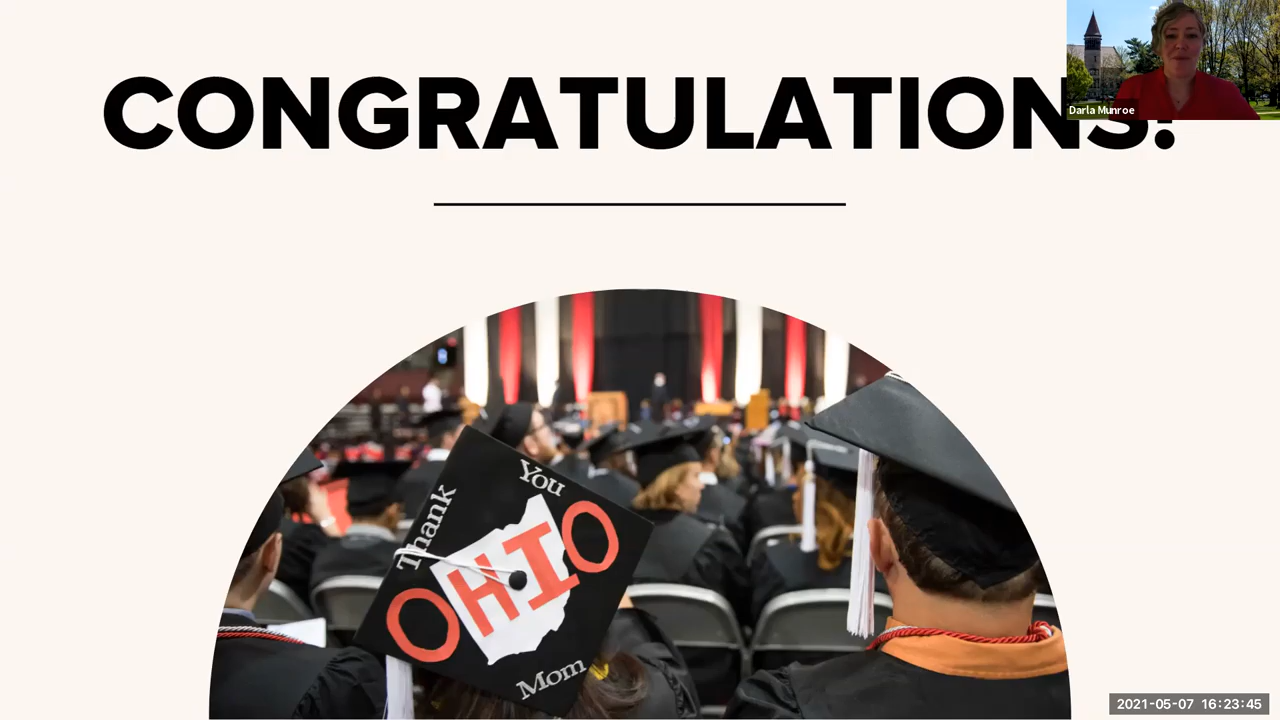 CONGRATULATIONS!
Darla Munroe
Thank You
OHIO
Mom
2021-05-07 16:23:45